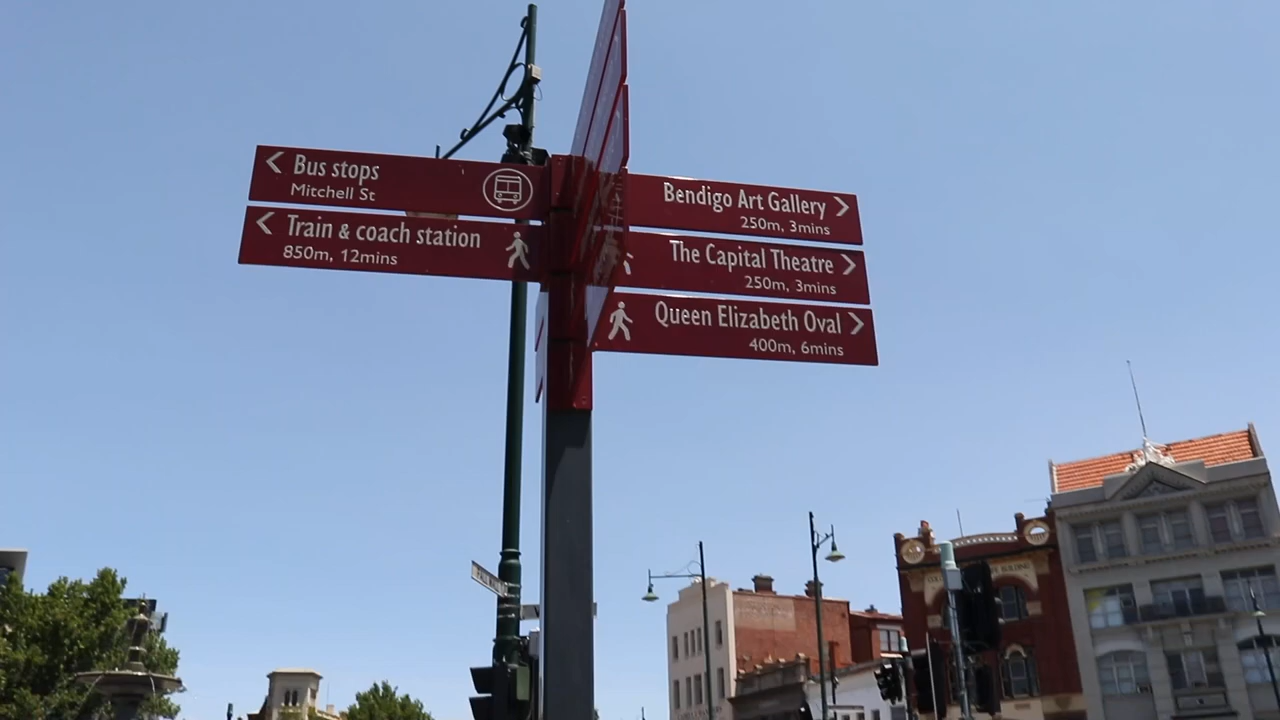 Bus stops
Mitchell St
Train & coach station
850m, 12mins
Bendigo Art Gallery
250m, 3mins
The Capital Theatre
250m, 3mins
Queen Elizabeth Oval
400m, 6mins